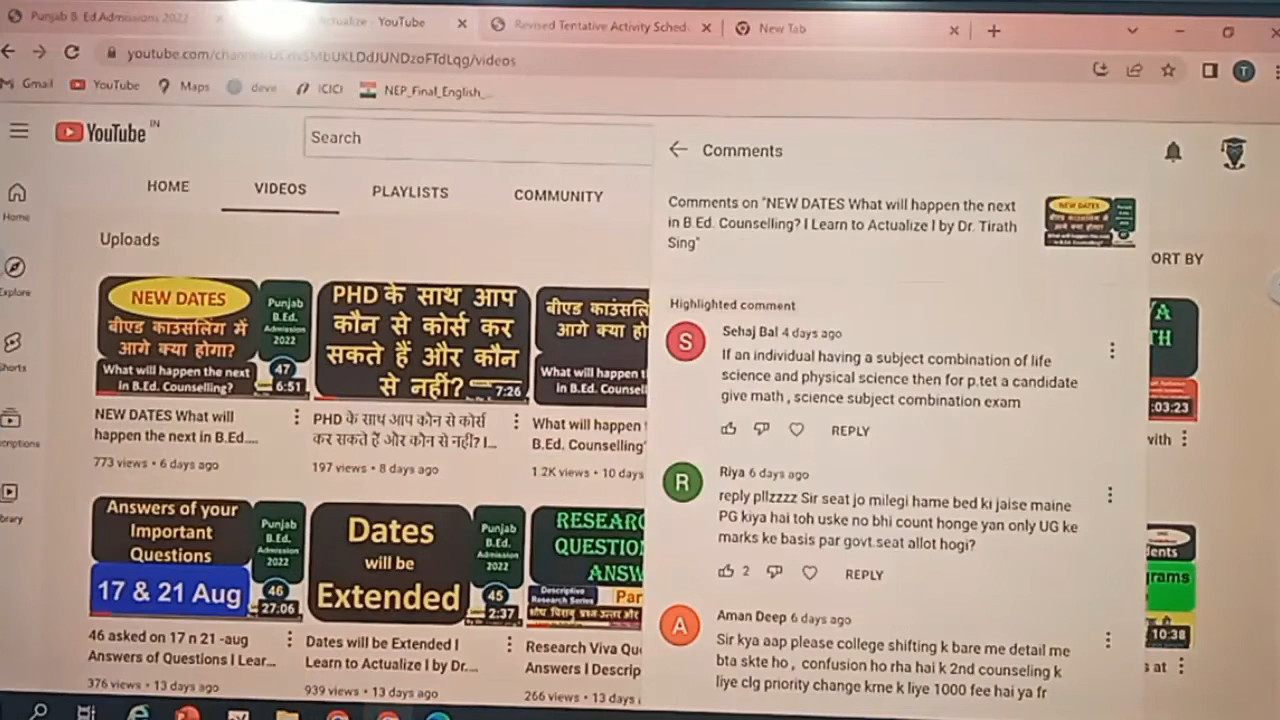 Punjab B. Ed.Admissions 2022
ctualize - YouTube
Revised Tentative Activity Sched
New Tab
youtube.com/
/videos
Gmail
YouTube
Maps
deve
ICICI
NEP_Final_English_...
YouTube IN
Search
HOME
VIDEOS
PLAYLISTS
COMMUNITY
Home
Explore
Shorts
criptions
brary
Uploads
NEW DATES
बीएड काउंसलिंग में
आगे क्या होगा?
What will happen the next
in B.Ed. Counselling?
Punjab
B.Ed.
Admission
2022
47
6:51
NEW DATES What will
happen the next in B.Ed....
773 views • 6 days ago
PHD के साथ आप
कौन से कोर्स कर
सकते हैं और कौन
से नहीं?
7:26
PHD के साथ आप कौन से कोर्स
कर सकते हैं और कौन से नहीं? I...
197 views • 8 days ago
बीएड काउंसलि
आगे क्या हो
What will happen t
in B.Ed. Counsel
What will happen
B.Ed. Counselling
1.2K views • 10 days
Answers of your
Important
Questions
17 & 21 Aug
Punjab
B.Ed.
Admission
2022
46
27:06
46 asked on 17 n 21 -aug
Answers of Questions I Lear...
376 views • 13 days ago
Dates
will be
Extended
Punjab
B.Ed.
Admission
2022
45
2:37
Dates will be Extended I
Learn to Actualize I by Dr....
939 views • 13 days ago
RESEARC
QUESTIO
ANSW
Descriptive
Research Series
Par
Research Viva Qu
Answers I Descrip
266 views • 13 days
Comments
Comments on "NEW DATES What will happen the next
in B.Ed. Counselling? I Learn to Actualize I by Dr. Tirath
Sing"
NEW DATES
Highlighted comment
S
Sehaj Bal 4 days ago
If an individual having a subject combination of life
science and physical science then for p.tet a candidate
give math , science subject combination exam
REPLY
R
Riya 6 days ago
reply pllzzzz Sir seat jo milegi hame bed ki jaise maine
PG kiya hai toh uske no bhi count honge yan only UG ke
marks ke basis par govt.seat allot hogi?
2
REPLY
A
Aman Deep 6 days ago
Sir kya aap please college shifting k bare me detail me
bta skte ho , confusion ho rha hai k 2nd counseling k
liye clg priority change krne k liye 1000 fee hai ya fr
ORT BY
YA
TH
:03:23
with
dents
grams
10:38
s at
T